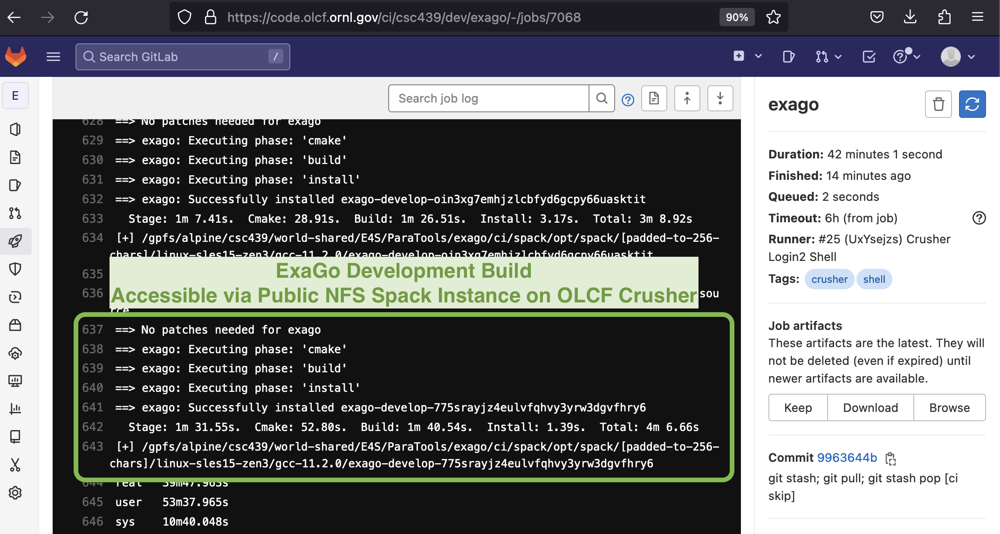 https://code.olcf.ornl.gov/ci/csc439/dev/exago/-/jobs/7068
90%
Search GitLab
/
E
Search job log
628 ==> No patches needed for exago
629 ==> exago: Executing phase: 'cmake'
630 ==> exago: Executing phase: 'build'
631 ==> exago: Executing phase: 'install'
632 ==> exago: Successfully installed exago-develop-oin3xg7emhjzlcbfyd6gcpy66uasktit
633 Stage: 1m 7.41s. Cmake: 28.91s. Build: 1m 26.51s. Install: 3.17s. Total: 3m 8.92s
634 [+] /gpfs/alpine/csc439/world-shared/E4S/ParaTools/exago/ci/spack/opt/spack/[padded-to-256-
chars]/linux-sles15-zen3/gcc-11.2.0/exago-develop-oin3xg7emhjzlcbfyd6gcpy66uasktit
635
ExaGo Development Build
636
Accessible via Public NFS Spack Instance on OLCF Crusher
sou
rce
637 ==> No patches needed for exago
638 ==> exago: Executing phase: 'cmake'
639 ==> exago: Executing phase: 'build'
640 ==> exago: Executing phase: 'install'
641 ==> exago: Successfully installed exago-develop-775srayjz4eulvfqhvy3yrw3dgvfhry6
642 Stage: 1m 31.55s. Cmake: 52.80s. Build: 1m 40.54s. Install: 1.39s. Total: 4m 6.66s
643 [+] /gpfs/alpine/csc439/world-shared/E4S/ParaTools/exago/ci/spack/opt/spack/[padded-to-256-
chars]/linux-sles15-zen3/gcc-11.2.0/exago-develop-775srayjz4eulvfqhvy3yrw3dgvfhry6
644 real 39m47.963s
645 user 53m37.965s
646 sys 10m40.048s
exago
Duration: 42 minutes 1 second
Finished: 14 minutes ago
Queued: 2 seconds
Timeout: 6h (from job)
Runner: #25 (UxYsejzs) Crusher
Login2 Shell
Tags: crusher shell
Job artifacts
These artifacts are the latest. They will
not be deleted (even if expired) until
newer artifacts are available.
Keep Download Browse
Commit 9963644b
git stash; git pull; git stash pop [ci
skip]